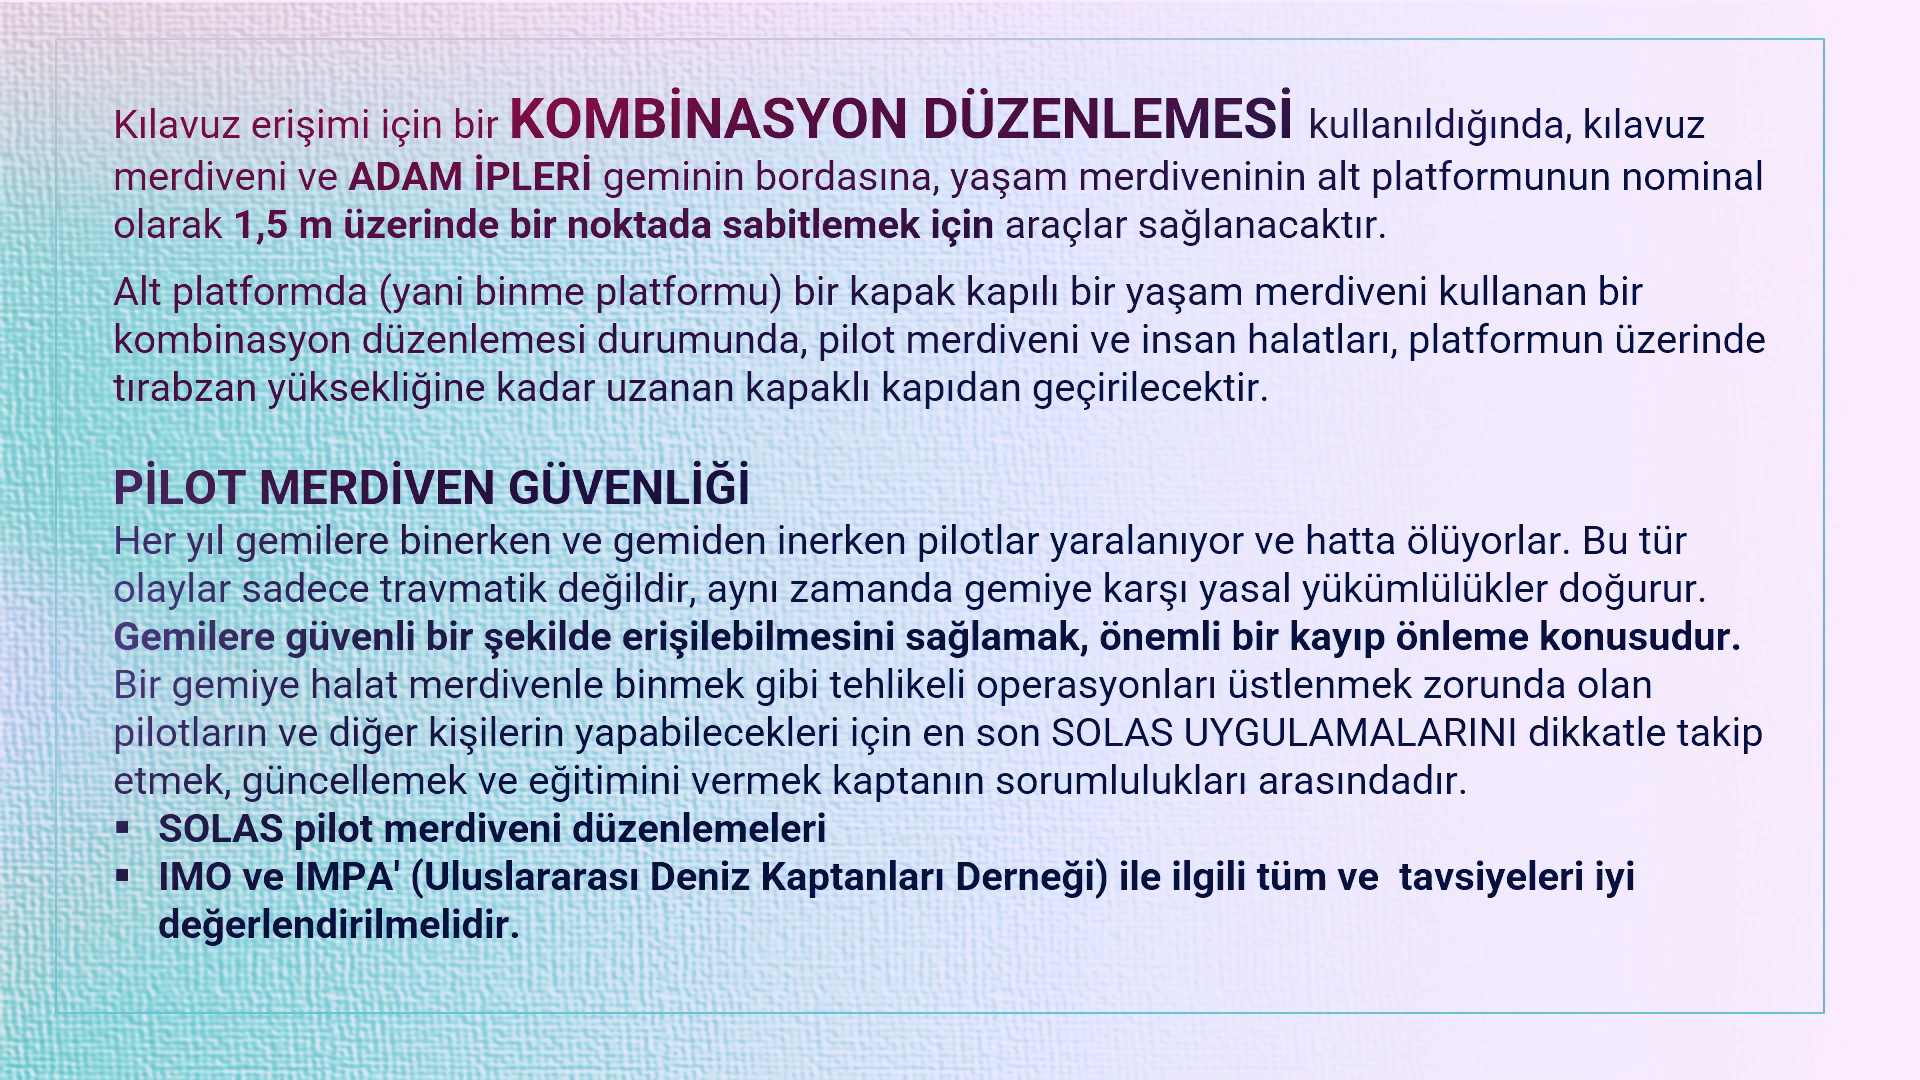 Kılavuz erişimi için bir KOMBİNASYON DÜZENLEMESİ kullanıldığında, kılavuz
merdiveni ve ADAM İPLERİ geminin bordasına, yaşam merdiveninin alt platformunun nominal
olarak 1,5 m üzerinde bir noktada sabitlemek için araçlar sağlanacaktır.
Alt platformda (yani binme platformu) bir kapak kapılı bir yaşam merdiveni kullanan bir
kombinasyon düzenlemesi durumunda, pilot merdiveni ve insan halatları, platformun üzerinde
tırabzan yüksekliğine kadar uzanan kapaklı kapıdan geçirilecektir.
PİLOT MERDİVEN GÜVENLİĞİ
Her yıl gemilere binerken ve gemiden inerken pilotlar yaralanıyor ve hatta ölüyorlar. Bu tür
olaylar sadece travmatik değildir, aynı zamanda gemiye karşı yasal yükümlülükler doğurur.
Gemilere güvenli bir şekilde erişilebilmesini sağlamak, önemli bir kayıp önleme konusudur.
Bir gemiye halat merdivenle binmek gibi tehlikeli operasyonları üstlenmek zorunda olan
pilotların ve diğer kişilerin yapabilecekleri için en son SOLAS UYGULAMALARINI dikkatle takip
etmek, güncellemek ve eğitimini vermek kaptanın sorumlulukları arasındadır.
▪ SOLAS pilot merdiveni düzenlemeleri
▪ IMO ve IMPA' (Uluslararası Deniz Kaptanları Derneği) ile ilgili tüm ve  tavsiyeleri iyi
değerlendirilmelidir.